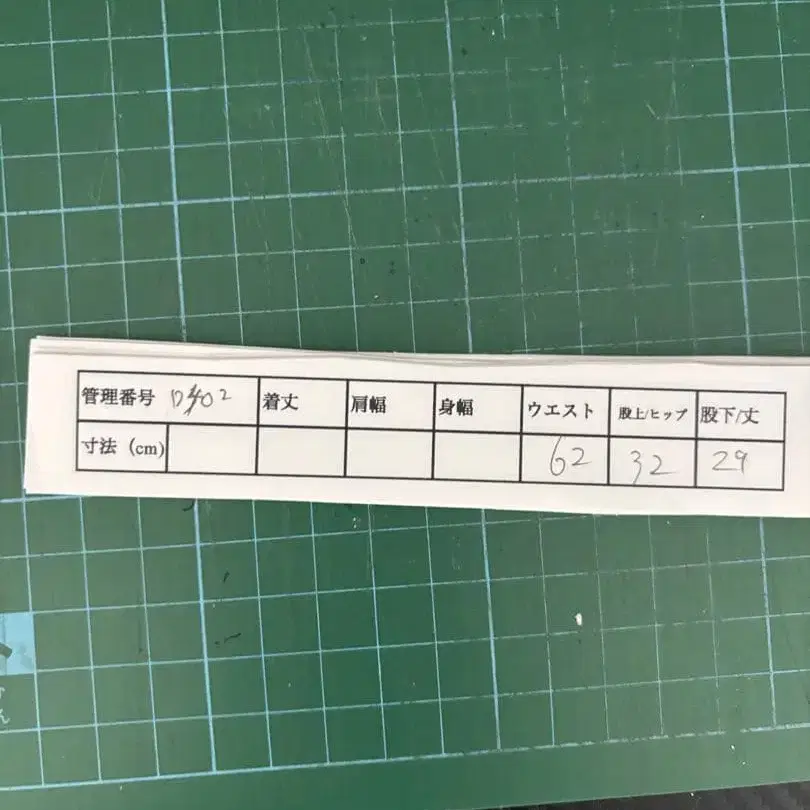 管理番号 D402 着丈 肩幅 身幅 ウエスト 股上/ヒップ 股下/丈
寸法 (cm) 62 32 29